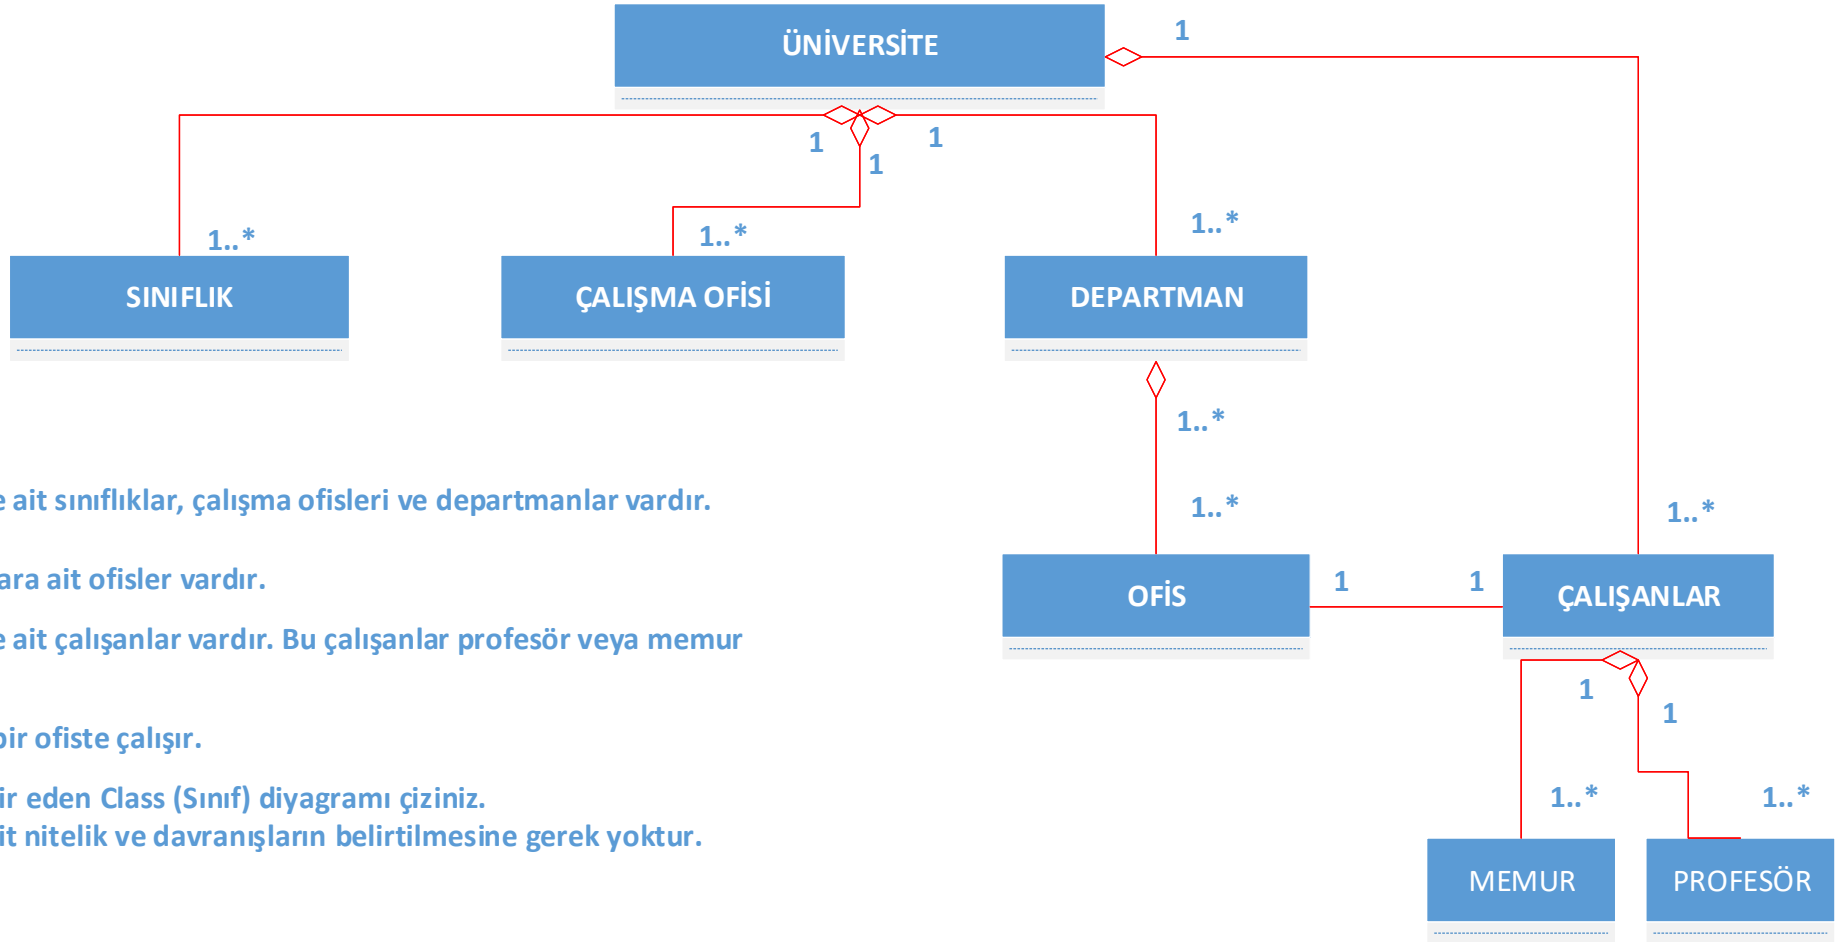 ÜNİVERSİTE
1
1
1
1
1..*
1..*
1..*
SINIFLIK
ÇALIŞMA OFİSİ
DEPARTMAN
1..*
e ait sınıflıklar, çalışma ofisleri ve departmanlar vardır.
1..*
1..*
ara ait ofisler vardır.
OFİS
1
1
ÇALIŞANLAR
e ait çalışanlar vardır. Bu çalışanlar profesör veya memur
1
1
bir ofiste çalışır.
ir eden Class (Sınıf) diyagramı çiziniz.
1..*
1..*
it nitelik ve davranışların belirtilmesine gerek yoktur.
MEMUR
PROFESÖR